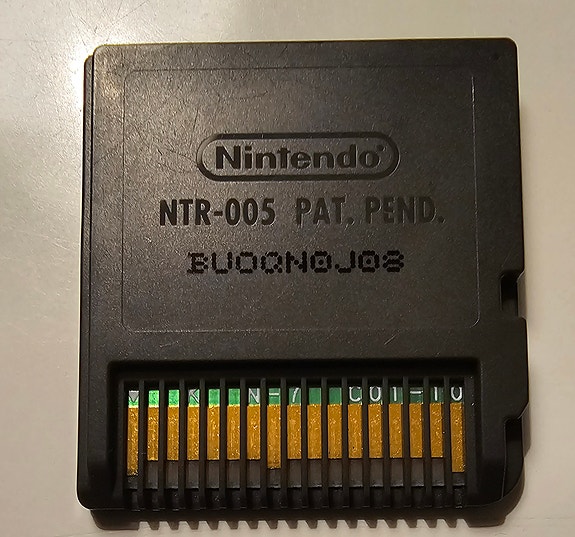 Nintendo®
NTR-005 PAT. PEND.
BUOQN0J08